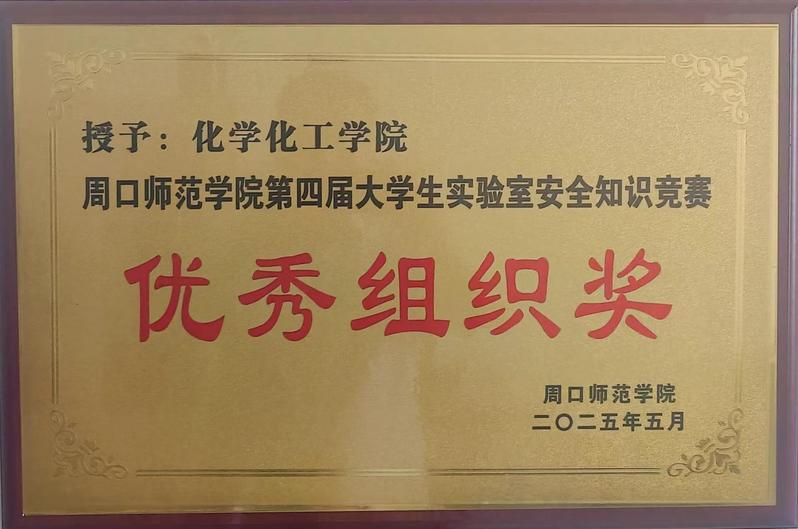 授予：化学化工学院
周口师范学院第四届大学生实验室安全知识竞赛
优秀组织奖
周口师范学院
二〇二五年五月